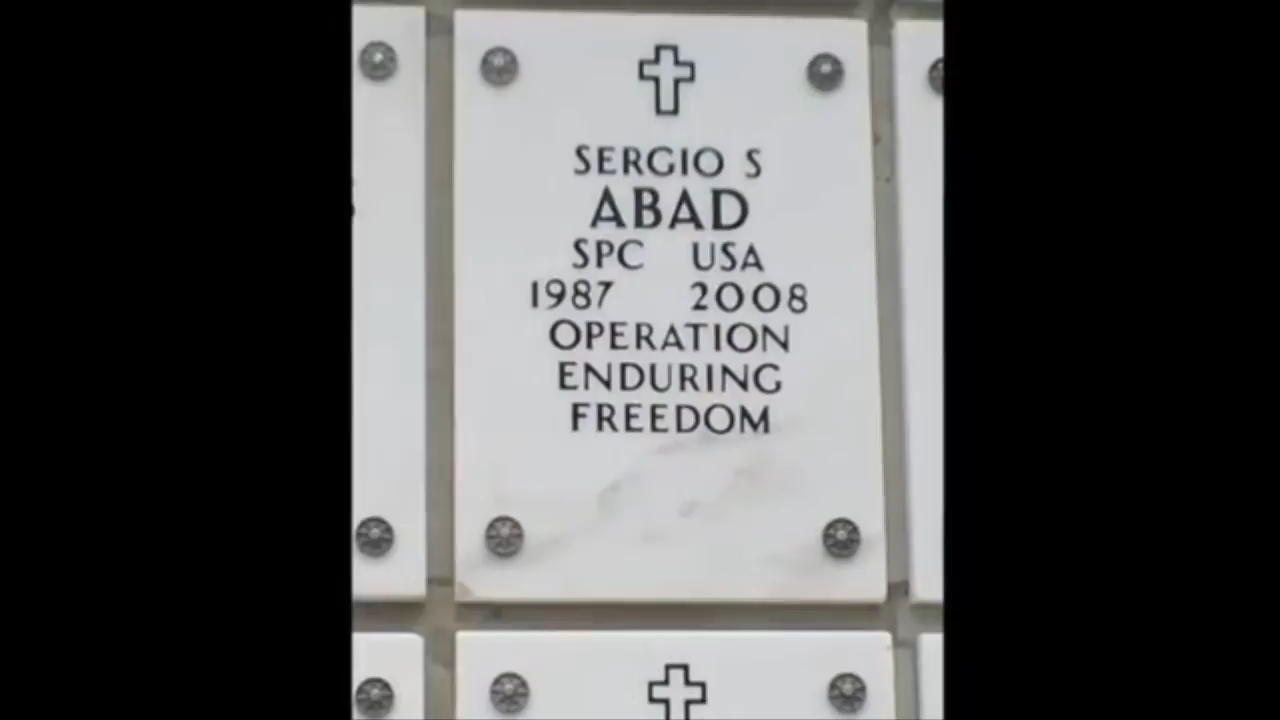 SERGIO S
ABAD
SPC USA
1987 2008
OPERATION
ENDURING
FREEDOM